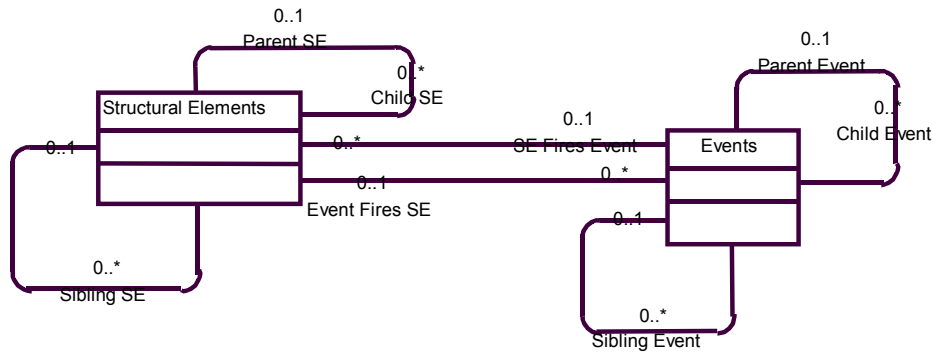 0..1
Parent SE
0..*
Child SE
Structural Elements
0..1
0..*
Sibling SE
0..*
0..1
SE Fires Event
0..1
Event Fires SE
0..*
0..1
Parent Event
0..*
Child Event
Events
0..1
0..*
Sibling Event